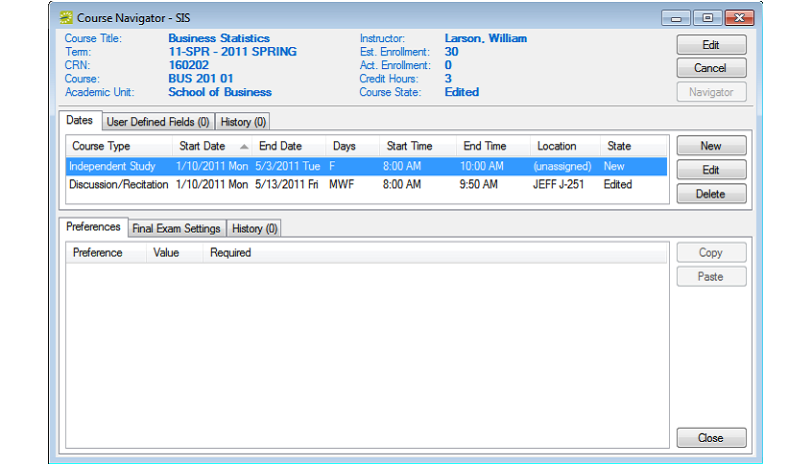 Course Navigator - SIS
Course Title: Business Statistics Instructor: Larson, William Edit
Term: 11-SPR - 2011 SPRING Est. Enrollment: 30
CRN: 160202 Act. Enrollment: 0 Cancel
Course: BUS 201 01 Credit Hours: 3
Academic Unit: School of Business Course State: Edited Navigator
Dates User Defined Fields (0) History (0)
Course Type Start Date End Date Days Start Time End Time Location State New
Independent Study 1/10/2011 Mon 5/3/2011 Tue F 8:00 AM 10:00 AM (unassigned) New Edit
Discussion/Recitation 1/10/2011 Mon 5/13/2011 Fri MWF 8:00 AM 9:50 AM JEFF J-251 Edited Delete
Preferences Final Exam Settings History (0)
Preference Value Required Copy
Paste
Close